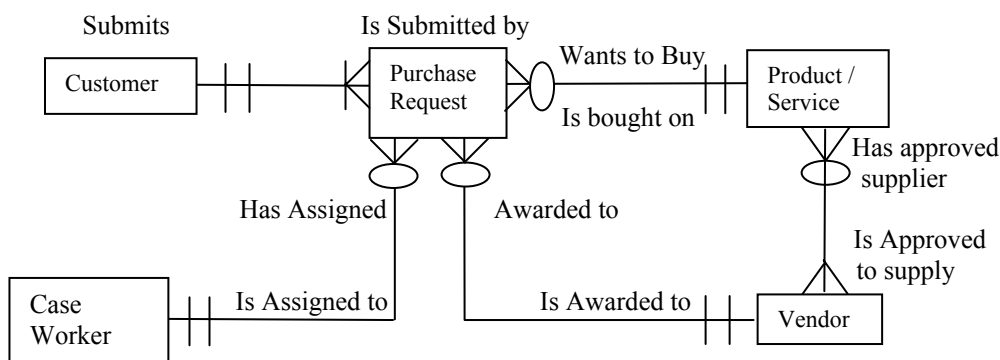 Submits
Is Submitted by
Customer
Purchase
Request
Wants to Buy
Is bought on
Product /
Service
Has approved
supplier
Has Assigned
Awarded to
Is Approved
to supply
Case
Worker
Is Assigned to
Is Awarded to
Vendor